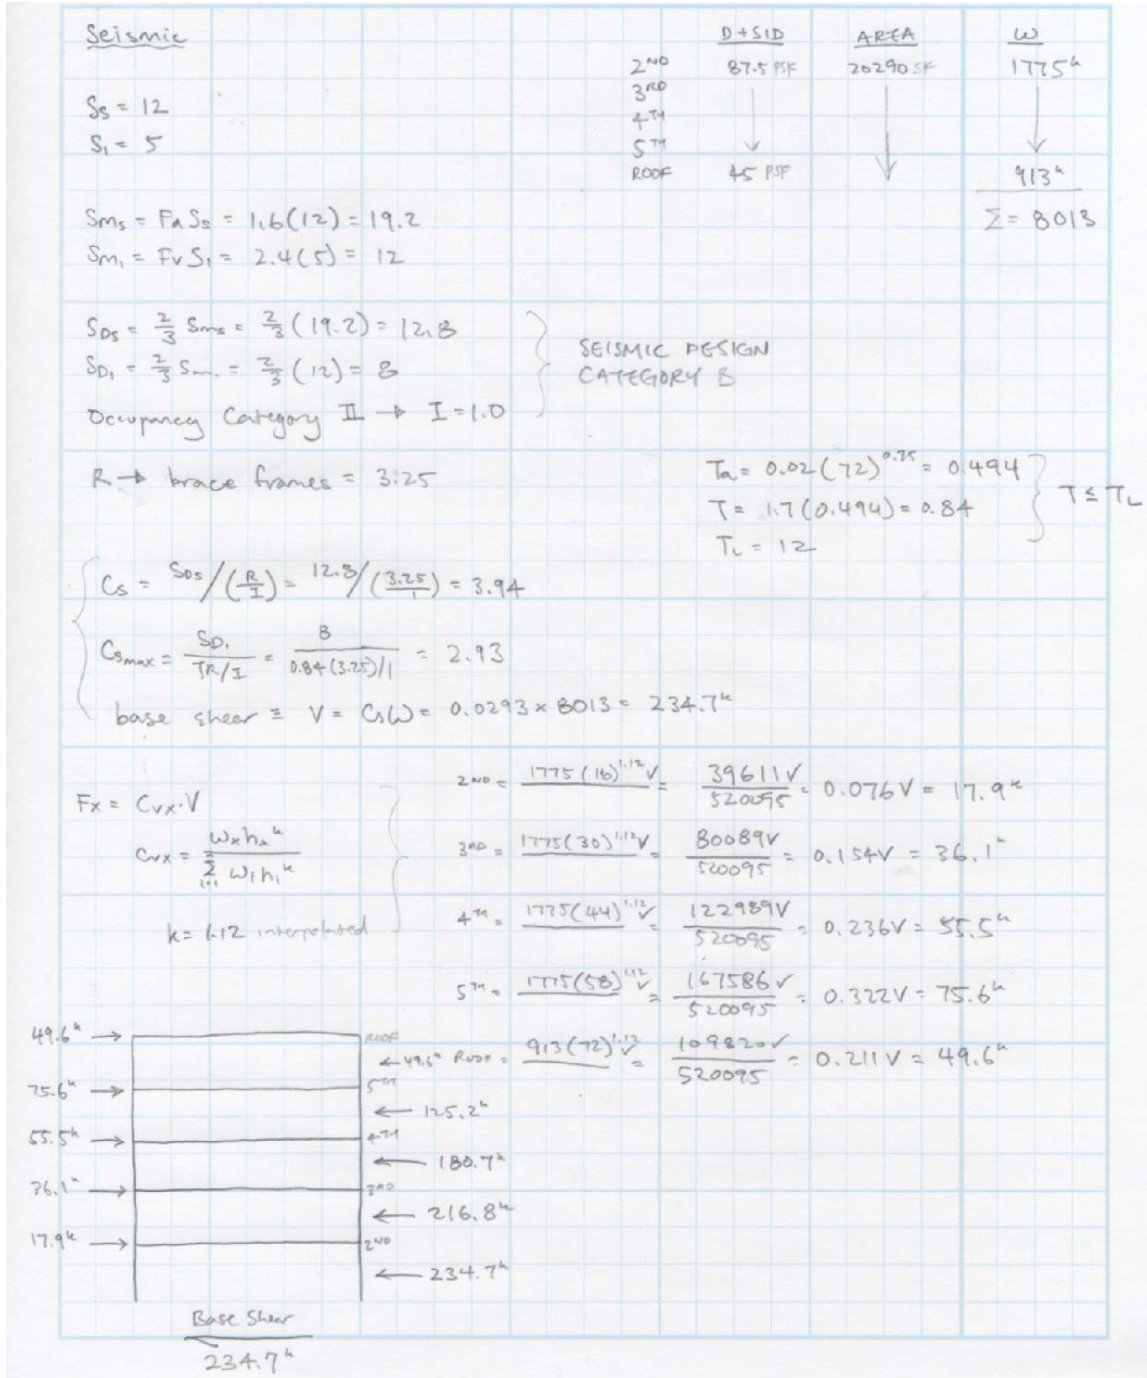 Seismic
D+SID AREA W
2ND 87.5 PSF 20290 SF 1775k
3RD
4TH
5TH
ROOF 45 PSF 913k
Σ = 8013
Ss = 12
S1 = 5
Sms = Fa Ss = 1.6(12) = 19.2
Sm1 = Fv S1 = 2.4(5) = 12
SDS = 2/3 Sms = 2/3 (19.2) = 12.8
SD1 = 2/3 Sm1 = 2/3 (12) = 8
Occupancy Category II → I = 1.0
SEISMIC DESIGN
CATEGORY B
R → brace frames = 3.25
Ta = 0.02(72)^0.75 = 0.494
T = 1.7(0.494) = 0.84
TL = 12
T ≤ TL
Cs = SDS/(R/I) = 12.8/(3.25/1) = 3.94
Csmax = SD1/(TR/I) = 8/(0.84(3.25)/1) = 2.93
base shear ≡ V = CsW = 0.0293 × 8013 = 234.7k
Fx = Cvx·V
Cvx = wx hx^k / Σ(i=1 to n) wi hi^k
k = 1.12 interpolated
2ND = 1775(16)^1.12 V = 39611V/520095 = 0.076V = 17.9k
3RD = 1775(30)^1.12 V = 80089V/520095 = 0.154V = 36.1k
4TH = 1775(44)^1.12 V = 122989V/520095 = 0.236V = 55.5k
5TH = 1775(58)^1.12 V = 167586V/520095 = 0.322V = 75.6k
ROOF = 913(72)^1.12 V = 109820V/520095 = 0.211V = 49.6k
49.6k → ROOF
← 49.6k
75.6k → 5TH
← 125.2k
55.5k → 4TH
← 180.7k
36.1k → 3RD
← 216.8k
17.9k → 2ND
← 234.7k
Base Shear
234.7k